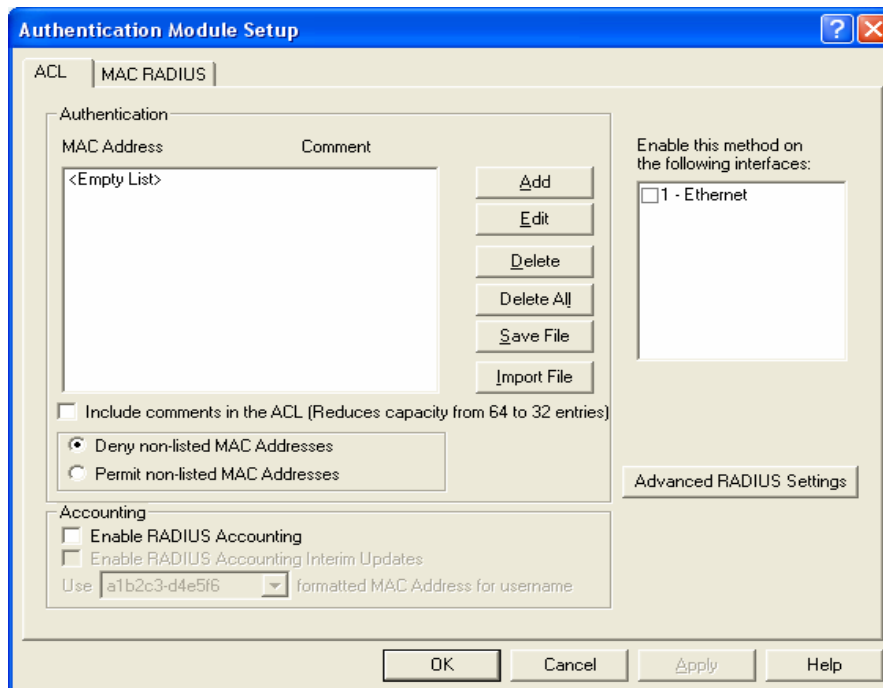 Authentication Module Setup
ACL
MAC RADIUS
Authentication
MAC Address
Comment
<Empty List>
Add
Edit
Delete
Delete All
Save File
Import File
Include comments in the ACL (Reduces capacity from 64 to 32 entries)
Deny non-listed MAC Addresses
Permit non-listed MAC Addresses
Enable this method on
the following interfaces:
1 - Ethernet
Advanced RADIUS Settings
Accounting
Enable RADIUS Accounting
Enable RADIUS Accounting Interim Updates
Use a1b2c3-d4e5f6 formatted MAC Address for username
OK
Cancel
Apply
Help